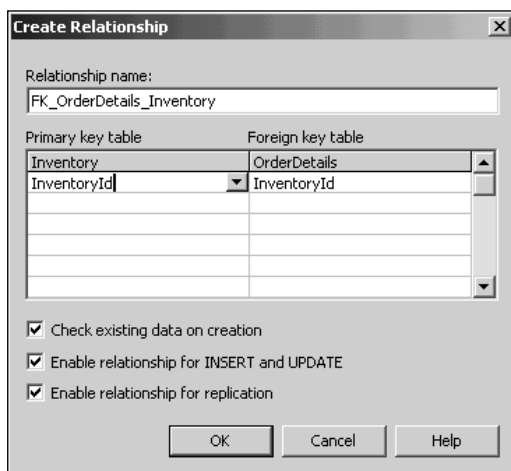 Create Relationship
Relationship name:
FK_OrderDetails_Inventory
Primary key table Foreign key table
Inventory OrderDetails
InventoryId InventoryId
Check existing data on creation
Enable relationship for INSERT and UPDATE
Enable relationship for replication
OK Cancel Help